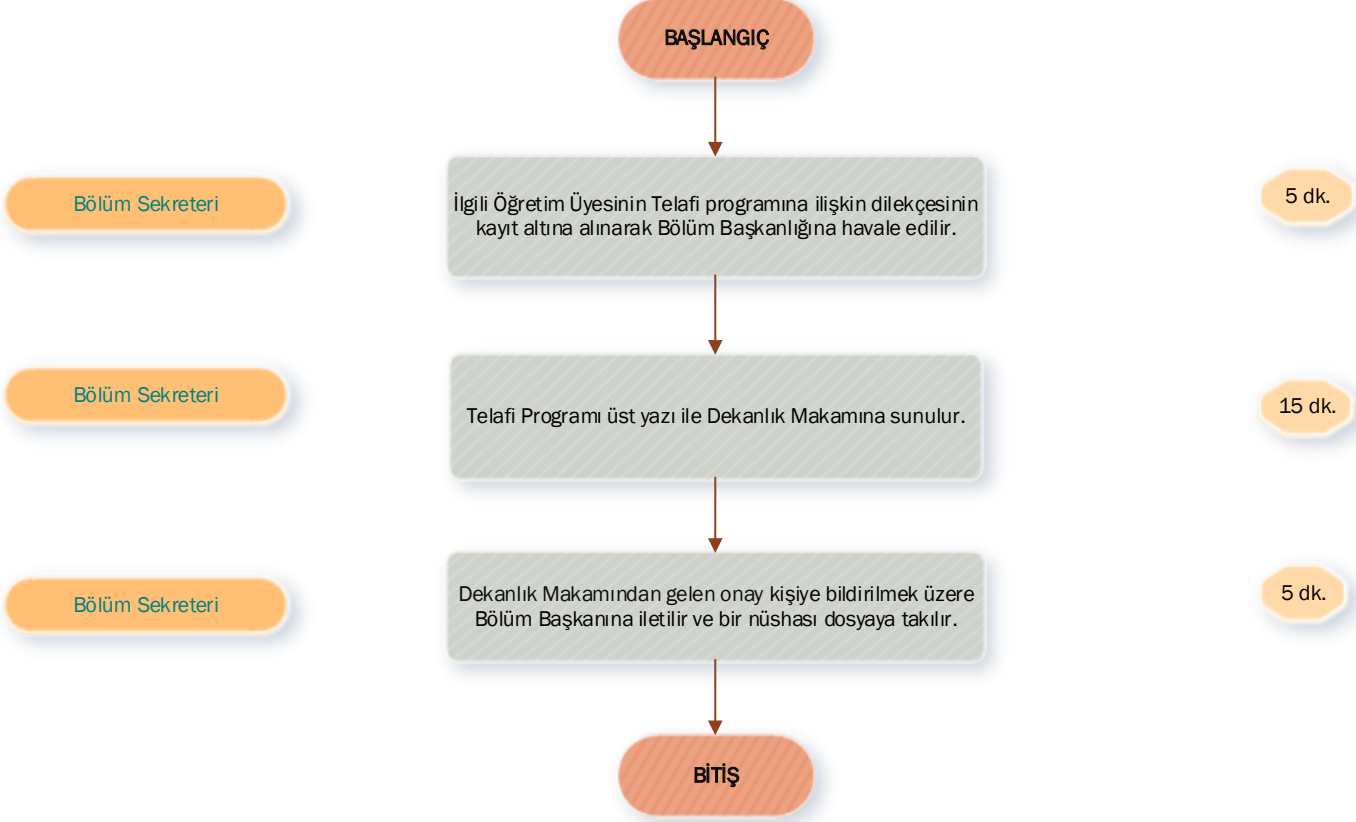 BAŞLANGIÇ
Bölüm Sekreteri
İlgili Öğretim Üyesinin Telafi programına ilişkin dilekçesinin
kayıt altına alınarak Bölüm Başkanlığına havale edilir.
5 dk.
Bölüm Sekreteri
Telafi Programı üst yazı ile Dekanlık Makamına sunulur.
15 dk.
Bölüm Sekreteri
Dekanlık Makamından gelen onay kişiye bildirilmek üzere
Bölüm Başkanına iletilir ve bir nüshası dosyaya takılır.
5 dk.
BİTİŞ